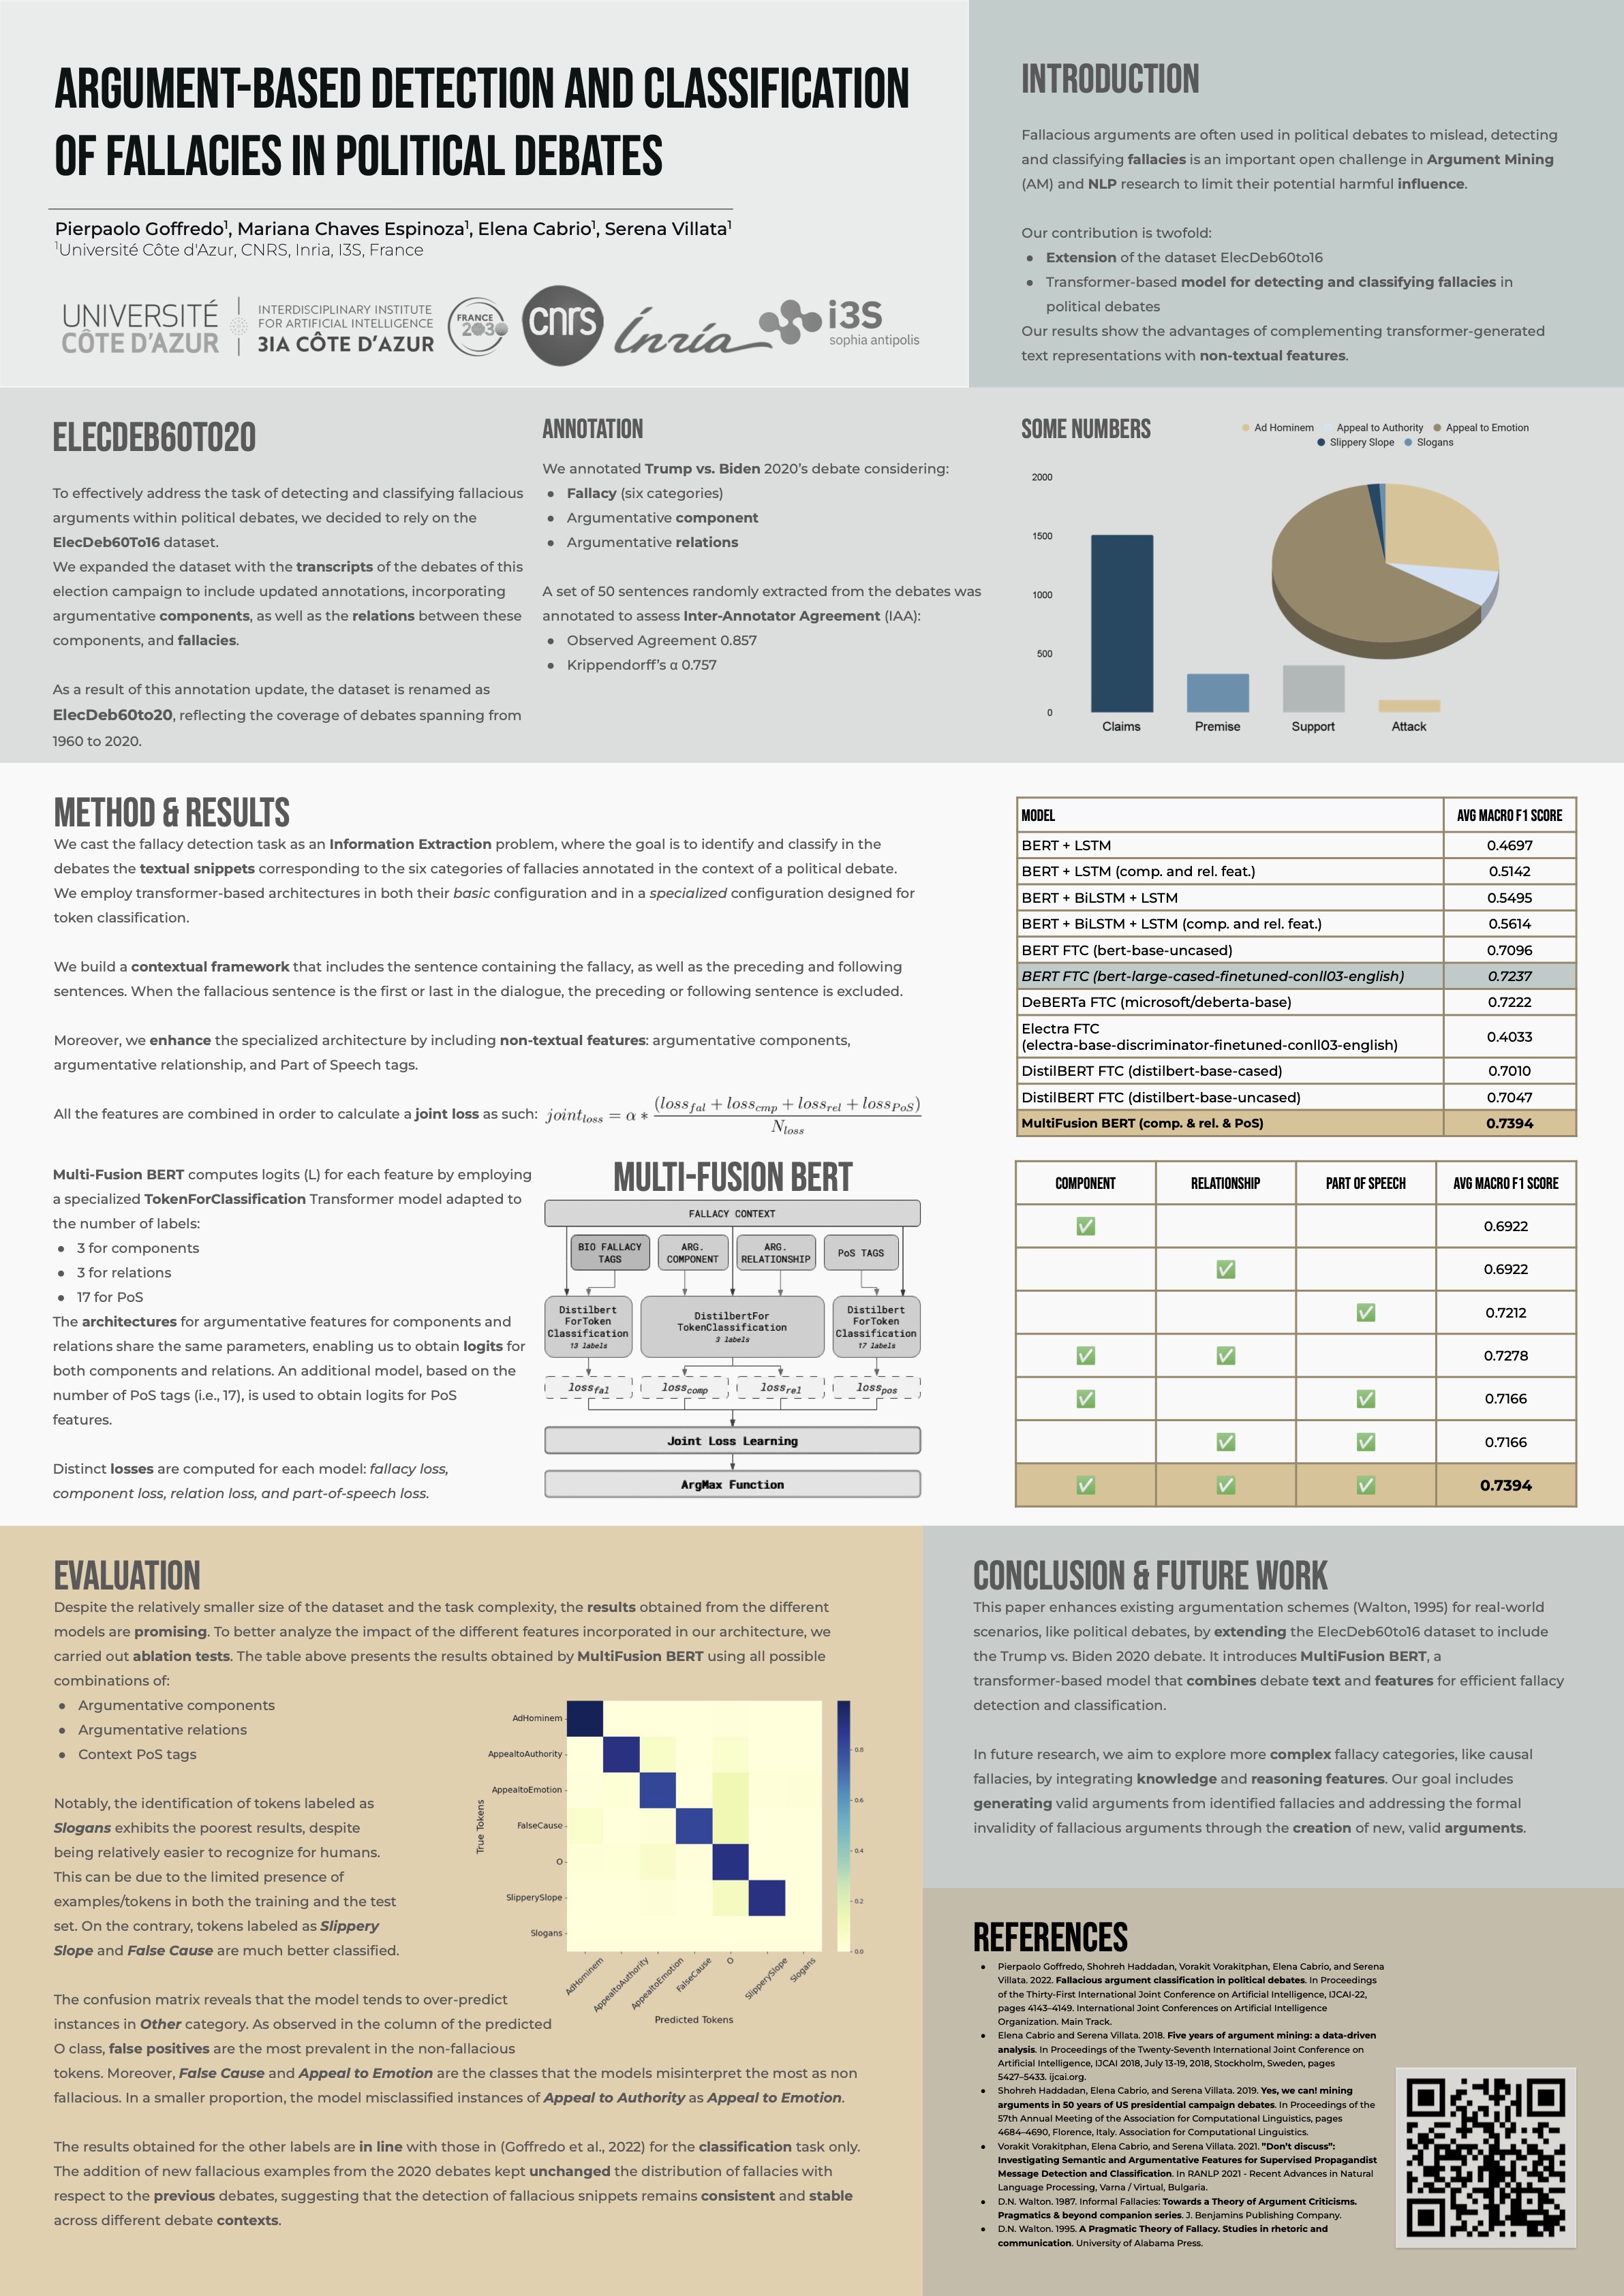 ARGUMENT-BASED DETECTION AND CLASSIFICATION
OF FALLACIES IN POLITICAL DEBATES
Pierpaolo Goffredo¹, Mariana Chaves Espinoza¹, Elena Cabrio¹, Serena Villata¹
¹Université Côte d'Azur, CNRS, Inria, I3S, France
UNIVERSITÉ
CÔTE D'AZUR
INTERDISCIPLINARY INSTITUTE
FOR ARTIFICIAL INTELLIGENCE
3IA CÔTE D'AZUR
FRANCE
2030
cnrs
Inria
i3S
sophia antipolis
INTRODUCTION
Fallacious arguments are often used in political debates to mislead, detecting
and classifying fallacies is an important open challenge in Argument Mining
(AM) and NLP research to limit their potential harmful influence.
Our contribution is twofold:
● Extension of the dataset ElecDeb60to16
● Transformer-based model for detecting and classifying fallacies in
political debates
Our results show the advantages of complementing transformer-generated
text representations with non-textual features.
ELECDEB60TO20
To effectively address the task of detecting and classifying fallacious
arguments within political debates, we decided to rely on the
ElecDeb60To16 dataset.
We expanded the dataset with the transcripts of the debates of this
election campaign to include updated annotations, incorporating
argumentative components, as well as the relations between these
components, and fallacies.
As a result of this annotation update, the dataset is renamed as
ElecDeb60to20, reflecting the coverage of debates spanning from
1960 to 2020.
ANNOTATION
We annotated Trump vs. Biden 2020's debate considering:
● Fallacy (six categories)
● Argumentative component
● Argumentative relations
A set of 50 sentences randomly extracted from the debates was
annotated to assess Inter-Annotator Agreement (IAA):
● Observed Agreement 0.857
● Krippendorff's α 0.757
SOME NUMBERS
Ad Hominem Appeal to Authority Appeal to Emotion
Slippery Slope Slogans
2000
1500
1000
500
0
Claims Premise Support Attack
METHOD & RESULTS
We cast the fallacy detection task as an Information Extraction problem, where the goal is to identify and classify in the
debates the textual snippets corresponding to the six categories of fallacies annotated in the context of a political debate.
We employ transformer-based architectures in both their basic configuration and in a specialized configuration designed for
token classification.
We build a contextual framework that includes the sentence containing the fallacy, as well as the preceding and following
sentences. When the fallacious sentence is the first or last in the dialogue, the preceding or following sentence is excluded.
Moreover, we enhance the specialized architecture by including non-textual features: argumentative components,
argumentative relationship, and Part of Speech tags.
All the features are combined in order to calculate a joint loss as such: joint_loss = α * (loss_fal + loss_cmp + loss_rel + loss_PoS) / N_loss
Multi-Fusion BERT computes logits (L) for each feature by employing
a specialized TokenForClassification Transformer model adapted to
the number of labels:
● 3 for components
● 3 for relations
● 17 for PoS
The architectures for argumentative features for components and
relations share the same parameters, enabling us to obtain logits for
both components and relations. An additional model, based on the
number of PoS tags (i.e., 17), is used to obtain logits for PoS
features.
Distinct losses are computed for each model: fallacy loss,
component loss, relation loss, and part-of-speech loss.
MULTI-FUSION BERT
FALLACY CONTEXT
BIO FALLACY
TAGS
ARG.
COMPONENT
ARG.
RELATIONSHIP
PoS TAGS
Distilbert
ForToken
Classification
13 labels
DistilbertFor
TokenClassification
3 labels
Distilbert
ForToken
Classification
17 labels
loss_fal loss_comp loss_rel loss_pos
Joint Loss Learning
ArgMax Function
MODEL AVG MACRO F1 SCORE
BERT + LSTM 0.4697
BERT + LSTM (comp. and rel. feat.) 0.5142
BERT + BiLSTM + LSTM 0.5495
BERT + BiLSTM + LSTM (comp. and rel. feat.) 0.5614
BERT FTC (bert-base-uncased) 0.7096
BERT FTC (bert-large-cased-finetuned-conll03-english) 0.7237
DeBERTa FTC (microsoft/deberta-base) 0.7222
Electra FTC
(electra-base-discriminator-finetuned-conll03-english) 0.4033
DistilBERT FTC (distilbert-base-cased) 0.7010
DistilBERT FTC (distilbert-base-uncased) 0.7047
MultiFusion BERT (comp. & rel. & PoS) 0.7394
COMPONENT RELATIONSHIP PART OF SPEECH AVG MACRO F1 SCORE
✅ 0.6922
✅ 0.6922
✅ 0.7212
✅ ✅ 0.7278
✅ ✅ 0.7166
✅ ✅ 0.7166
✅ ✅ ✅ 0.7394
EVALUATION
Despite the relatively smaller size of the dataset and the task complexity, the results obtained from the different
models are promising. To better analyze the impact of the different features incorporated in our architecture, we
carried out ablation tests. The table above presents the results obtained by MultiFusion BERT using all possible
combinations of:
● Argumentative components
● Argumentative relations
● Context PoS tags
Notably, the identification of tokens labeled as
Slogans exhibits the poorest results, despite
being relatively easier to recognize for humans.
This can be due to the limited presence of
examples/tokens in both the training and the test
set. On the contrary, tokens labeled as Slippery
Slope and False Cause are much better classified.
The confusion matrix reveals that the model tends to over-predict
instances in Other category. As observed in the column of the predicted
O class, false positives are the most prevalent in the non-fallacious
tokens. Moreover, False Cause and Appeal to Emotion are the classes that the models misinterpret the most as non
fallacious. In a smaller proportion, the model misclassified instances of Appeal to Authority as Appeal to Emotion.
The results obtained for the other labels are in line with those in (Goffredo et al., 2022) for the classification task only.
The addition of new fallacious examples from the 2020 debates kept unchanged the distribution of fallacies with
respect to the previous debates, suggesting that the detection of fallacious snippets remains consistent and stable
across different debate contexts.
True Tokens
AdHominem
AppealtoAuthority
AppealtoEmotion
FalseCause
O
SlipperySlope
Slogans
AdHominem AppealtoAuthority AppealtoEmotion FalseCause O SlipperySlope Slogans
Predicted Tokens
0.8
0.6
0.4
0.2
0.0
CONCLUSION & FUTURE WORK
This paper enhances existing argumentation schemes (Walton, 1995) for real-world
scenarios, like political debates, by extending the ElecDeb60to16 dataset to include
the Trump vs. Biden 2020 debate. It introduces MultiFusion BERT, a
transformer-based model that combines debate text and features for efficient fallacy
detection and classification.
In future research, we aim to explore more complex fallacy categories, like causal
fallacies, by integrating knowledge and reasoning features. Our goal includes
generating valid arguments from identified fallacies and addressing the formal
invalidity of fallacious arguments through the creation of new, valid arguments.
REFERENCES
● Pierpaolo Goffredo, Shohreh Haddadan, Vorakit Vorakitphan, Elena Cabrio, and Serena
Villata. 2022. Fallacious argument classification in political debates. In Proceedings
of the Thirty-First International Joint Conference on Artificial Intelligence, IJCAI-22,
pages 4143–4149. International Joint Conferences on Artificial Intelligence
Organization. Main Track.
● Elena Cabrio and Serena Villata. 2018. Five years of argument mining: a data-driven
analysis. In Proceedings of the Twenty-Seventh International Joint Conference on
Artificial Intelligence, IJCAI 2018, July 13-19, 2018, Stockholm, Sweden, pages
5427–5433. ijcai.org.
● Shohreh Haddadan, Elena Cabrio, and Serena Villata. 2019. Yes, we can! mining
arguments in 50 years of US presidential campaign debates. In Proceedings of the
57th Annual Meeting of the Association for Computational Linguistics, pages
4684–4690, Florence, Italy. Association for Computational Linguistics.
● Vorakit Vorakitphan, Elena Cabrio, and Serena Villata. 2021. "Don't discuss":
Investigating Semantic and Argumentative Features for Supervised Propagandist
Message Detection and Classification. In RANLP 2021 - Recent Advances in Natural
Language Processing, Varna / Virtual, Bulgaria.
● D.N. Walton. 1987. Informal Fallacies: Towards a Theory of Argument Criticisms.
Pragmatics & beyond companion series. J. Benjamins Publishing Company.
● D.N. Walton. 1995. A Pragmatic Theory of Fallacy. Studies in rhetoric and
communication. University of Alabama Press.